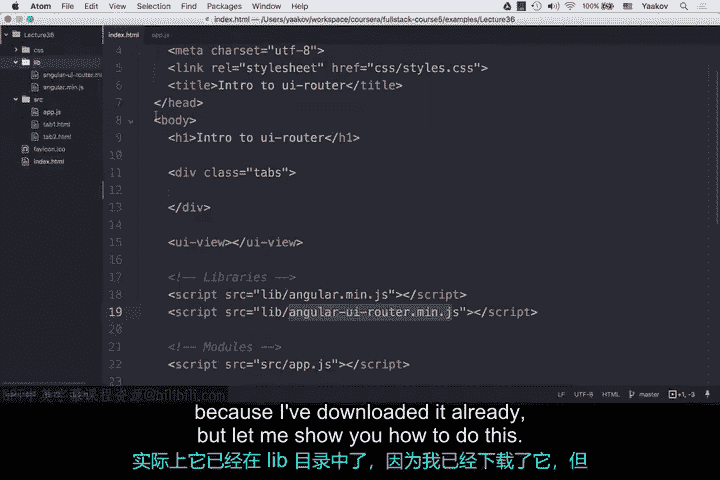 Atom File Edit View Selection Find Packages Window Help 100% Yaakov
index.html — /Users/yaakov/workspace/coursera/fullstack-course5/examples/Lecture36
Lecture36
css
lib
angular-ui-router.mi
angular.min.js
src
app.js
tab1.html
tab2.html
favicon.ico
index.html
index.html app.js
4 <meta charset="utf-8">
5 <link rel="stylesheet" href="css/styles.css">
6 <title>Intro to ui-router</title>
7 </head>
8 <body>
9 <h1>Intro to ui-router</h1>
10
11 <div class="tabs">
12
13 </div>
14
15 <ui-view></ui-view>
16
17 <!-- Libraries -->
18 <script src="lib/angular.min.js"></script>
19 <script src="lib/angular-ui-router.min.js"></script>
20
21 <!-- Modules -->
22 <script src="src/app.js"></script>
23
LF UTF-8 HTML master +1, -3
because I've downloaded it already,
but let me show you how to do this.
实际上它已经在 lib 目录中了，因为我已经下载了它，但